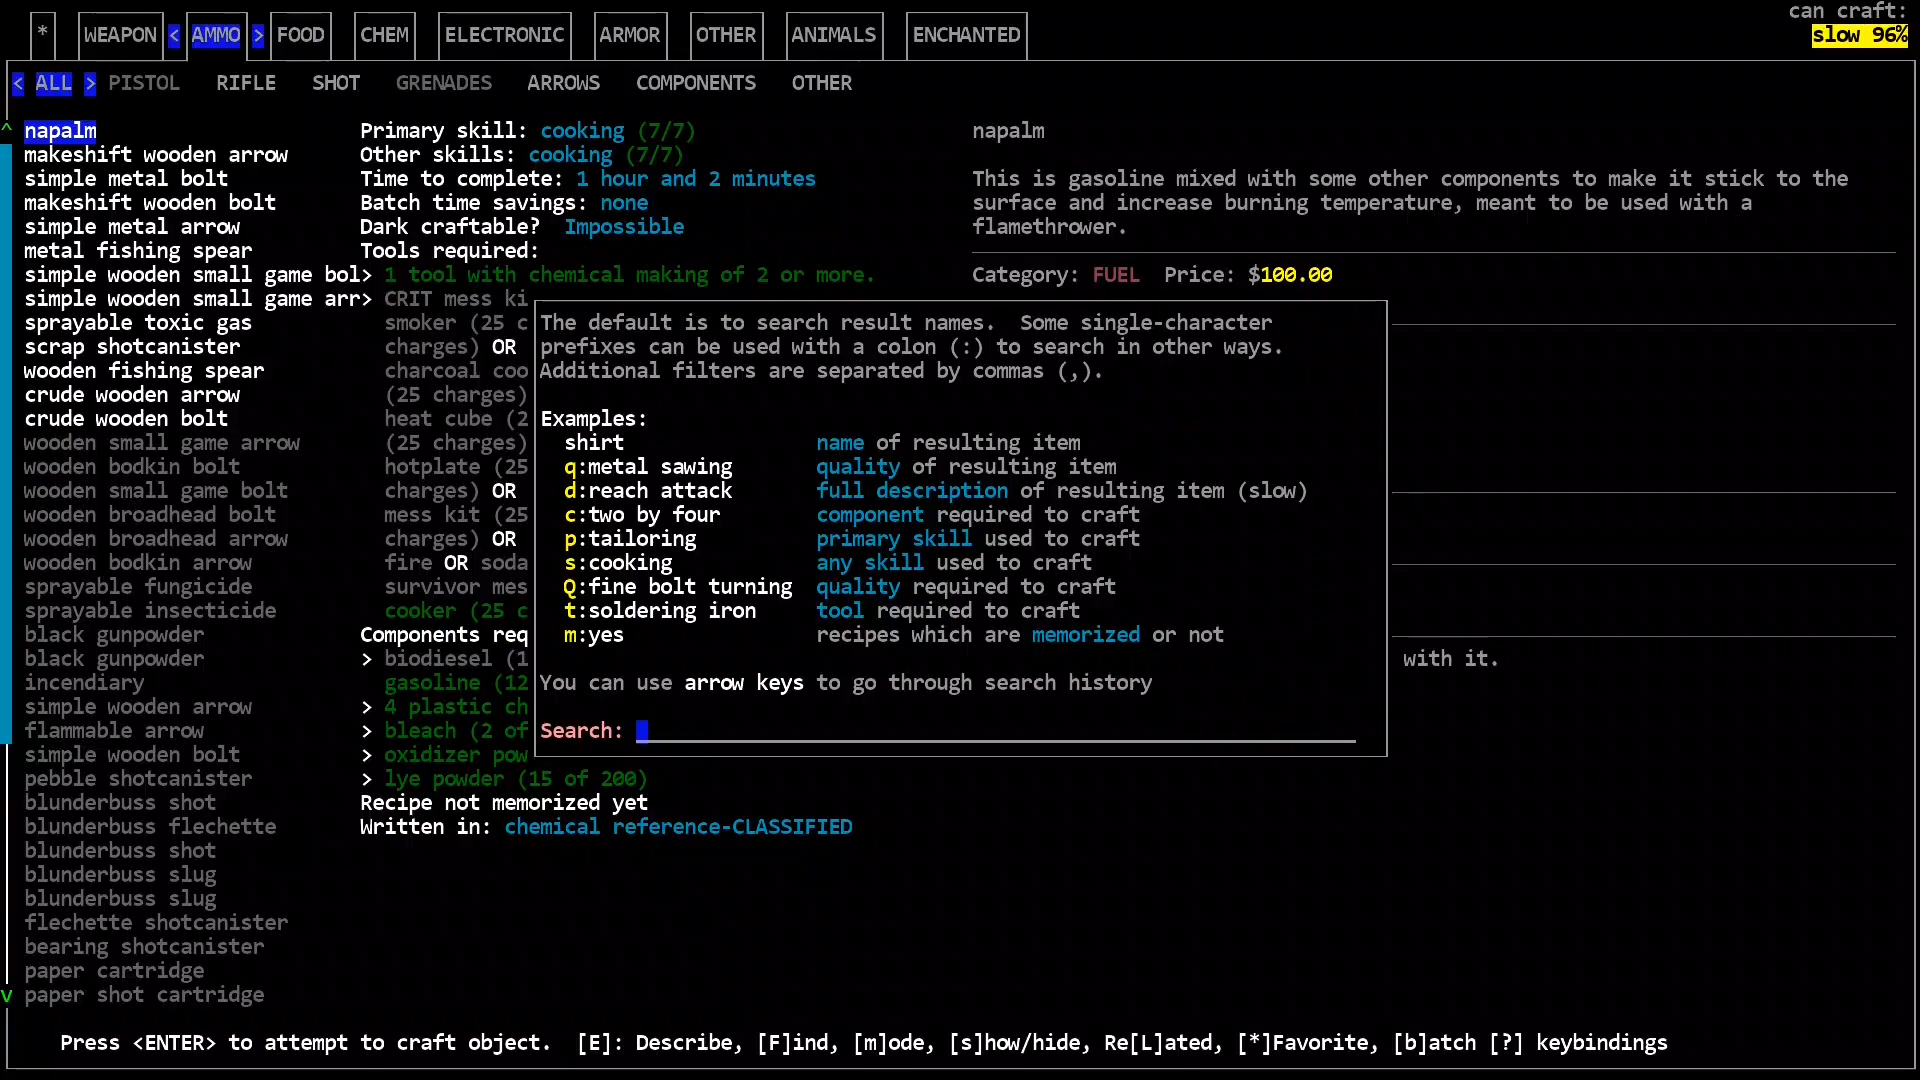 can craft:
* WEAPON < AMMO > FOOD CHEM ELECTRONIC ARMOR OTHER ANIMALS ENCHANTED
slow 96%
< ALL > PISTOL RIFLE SHOT GRENADES ARROWS COMPONENTS OTHER
^ napalm
makeshift wooden arrow
simple metal bolt
makeshift wooden bolt
simple metal arrow
metal fishing spear
simple wooden small game bol>
simple wooden small game arr>
sprayable toxic gas
scrap shotcanister
wooden fishing spear
crude wooden arrow
crude wooden bolt
wooden small game arrow
wooden bodkin bolt
wooden small game bolt
wooden broadhead bolt
wooden broadhead arrow
wooden bodkin arrow
sprayable fungicide
sprayable insecticide
black gunpowder
black gunpowder
incendiary
simple wooden arrow
flammable arrow
simple wooden bolt
pebble shotcanister
blunderbuss shot
blunderbuss flechette
blunderbuss shot
blunderbuss slug
blunderbuss slug
flechette shotcanister
bearing shotcanister
paper cartridge
v paper shot cartridge
Primary skill: cooking (7/7)
Other skills: cooking (7/7)
Time to complete: 1 hour and 2 minutes
Batch time savings: none
Dark craftable? Impossible
Tools required:
1 tool with chemical making of 2 or more.
CRIT mess ki
smoker (25 c
charges) OR
charcoal coo
(25 charges)
heat cube (2
(25 charges)
hotplate (25
charges) OR
mess kit (25
charges) OR
fire OR soda
survivor mes
cooker (25 c
Components req
> biodiesel (1
gasoline (12
> 4 plastic ch
> bleach (2 of
> oxidizer pow
> lye powder (15 of 200)
Recipe not memorized yet
Written in: chemical reference-CLASSIFIED
napalm
This is gasoline mixed with some other components to make it stick to the
surface and increase burning temperature, meant to be used with a
flamethrower.
Category: FUEL Price: $100.00
with it.
The default is to search result names. Some single-character
prefixes can be used with a colon (:) to search in other ways.
Additional filters are separated by commas (,).
Examples:
shirt name of resulting item
q:metal sawing quality of resulting item
d:reach attack full description of resulting item (slow)
c:two by four component required to craft
p:tailoring primary skill used to craft
s:cooking any skill used to craft
Q:fine bolt turning quality required to craft
t:soldering iron tool required to craft
m:yes recipes which are memorized or not
You can use arrow keys to go through search history
Search:
Press <ENTER> to attempt to craft object. [E]: Describe, [F]ind, [m]ode, [s]how/hide, Re[L]ated, [*]Favorite, [b]atch [?] keybindings